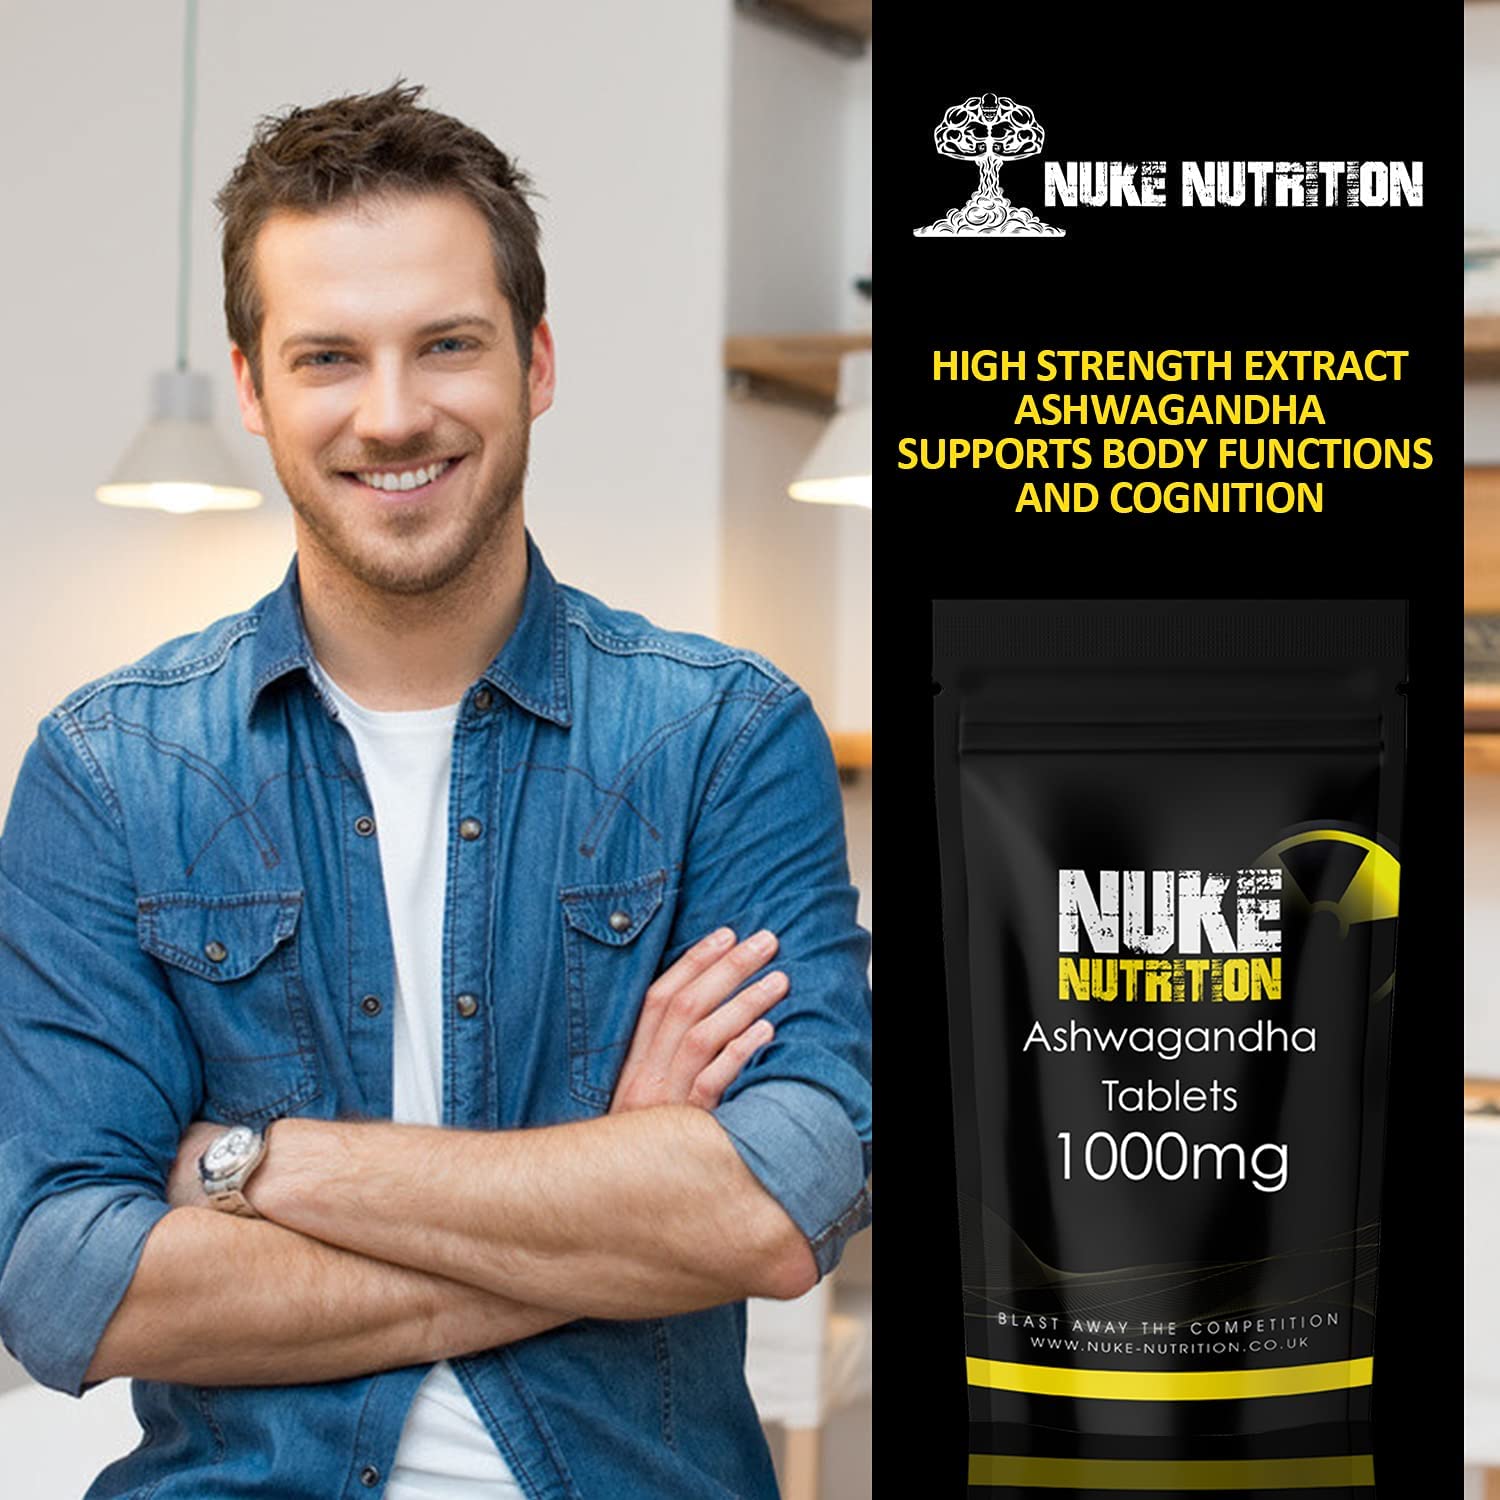 NUKE NUTRITION
HIGH STRENGTH EXTRACT
ASHWAGANDHA
SUPPORTS BODY FUNCTIONS
AND COGNITION
NUKE
NUTRITION
Ashwagandha
Tablets
1000mg
BLAST AWAY THE COMPETITION
WWW.NUKE-NUTRITION.CO.UK